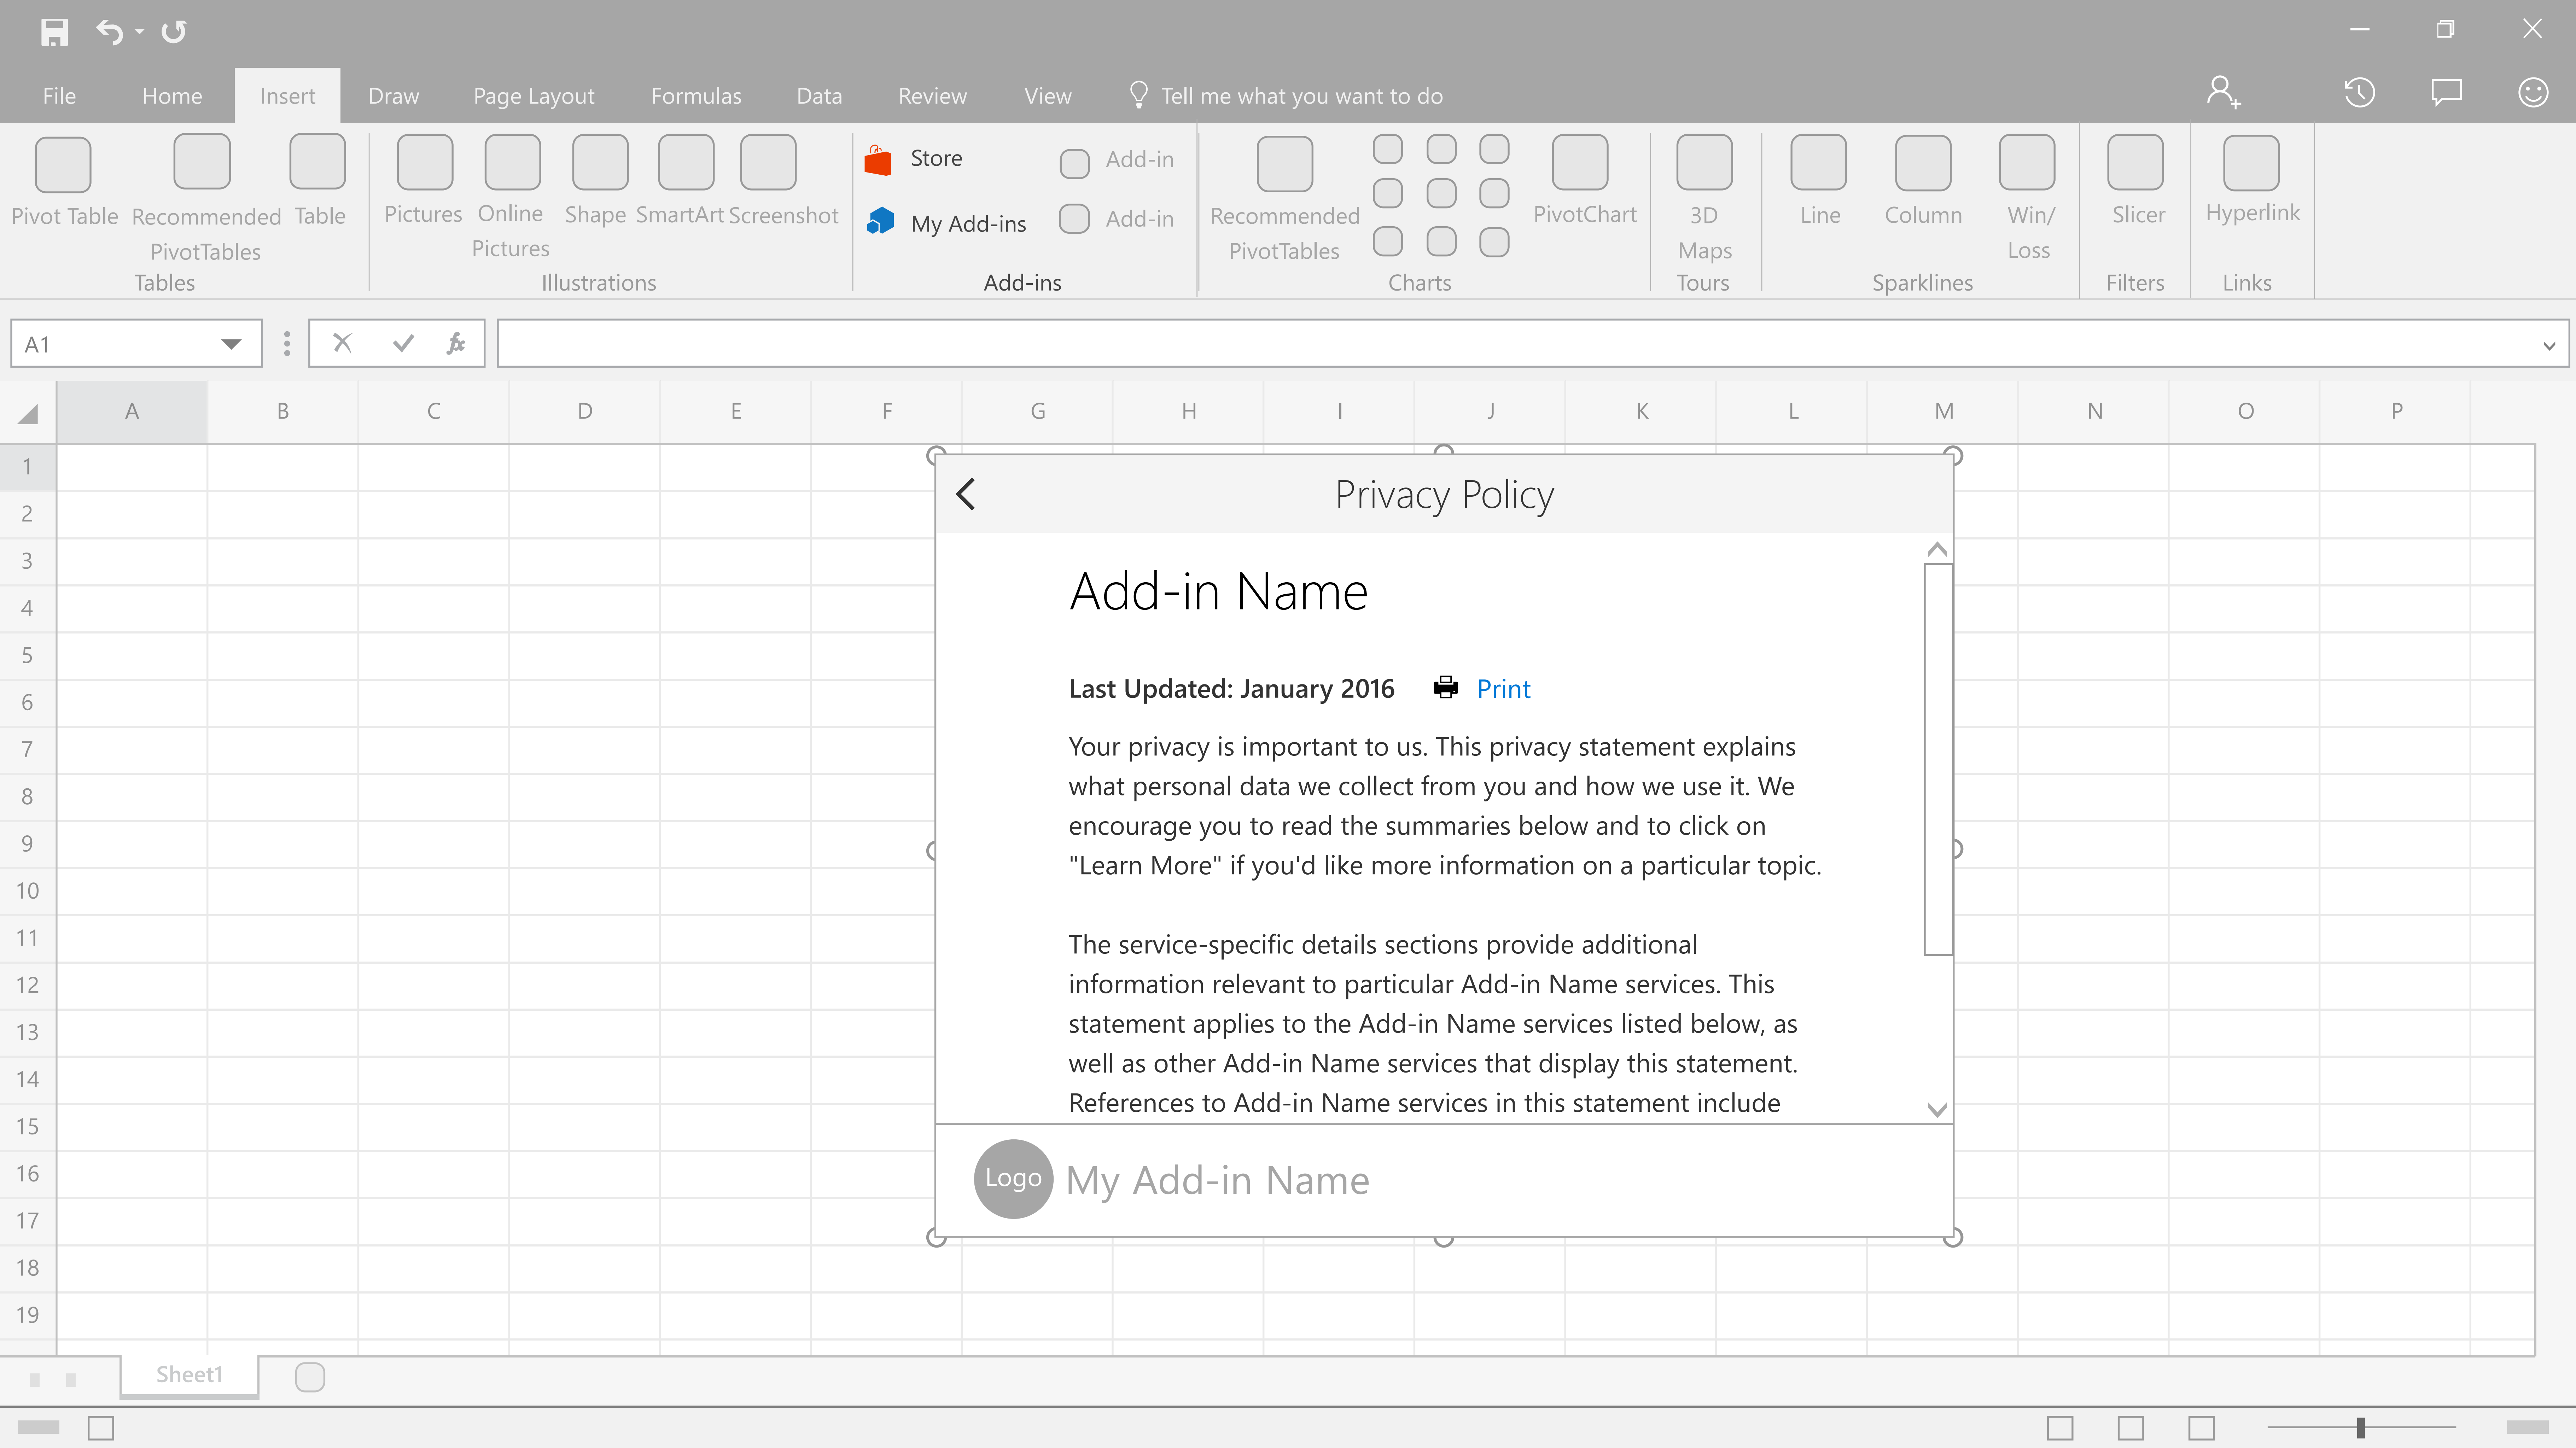 File Home Insert Draw Page Layout Formulas Data Review View Tell me what you want to do
Pivot Table
Recommended
PivotTables
Table
Tables
Pictures
Online
Pictures
Shape
SmartArt
Screenshot
Illustrations
Store
My Add-ins
Add-in
Add-in
Add-ins
Recommended
PivotTables
PivotChart
Charts
3D
Maps
Tours
Line
Column
Win/
Loss
Sparklines
Slicer
Filters
Hyperlink
Links
A1
fx
A B C D E F G H I J K L M N O P
1
2
3
4
5
6
7
8
9
10
11
12
13
14
15
16
17
18
19
Privacy Policy
Add-in Name
Last Updated: January 2016 Print
Your privacy is important to us. This privacy statement explains
what personal data we collect from you and how we use it. We
encourage you to read the summaries below and to click on
"Learn More" if you'd like more information on a particular topic.
The service-specific details sections provide additional
information relevant to particular Add-in Name services. This
statement applies to the Add-in Name services listed below, as
well as other Add-in Name services that display this statement.
References to Add-in Name services in this statement include
Logo My Add-in Name
Sheet1